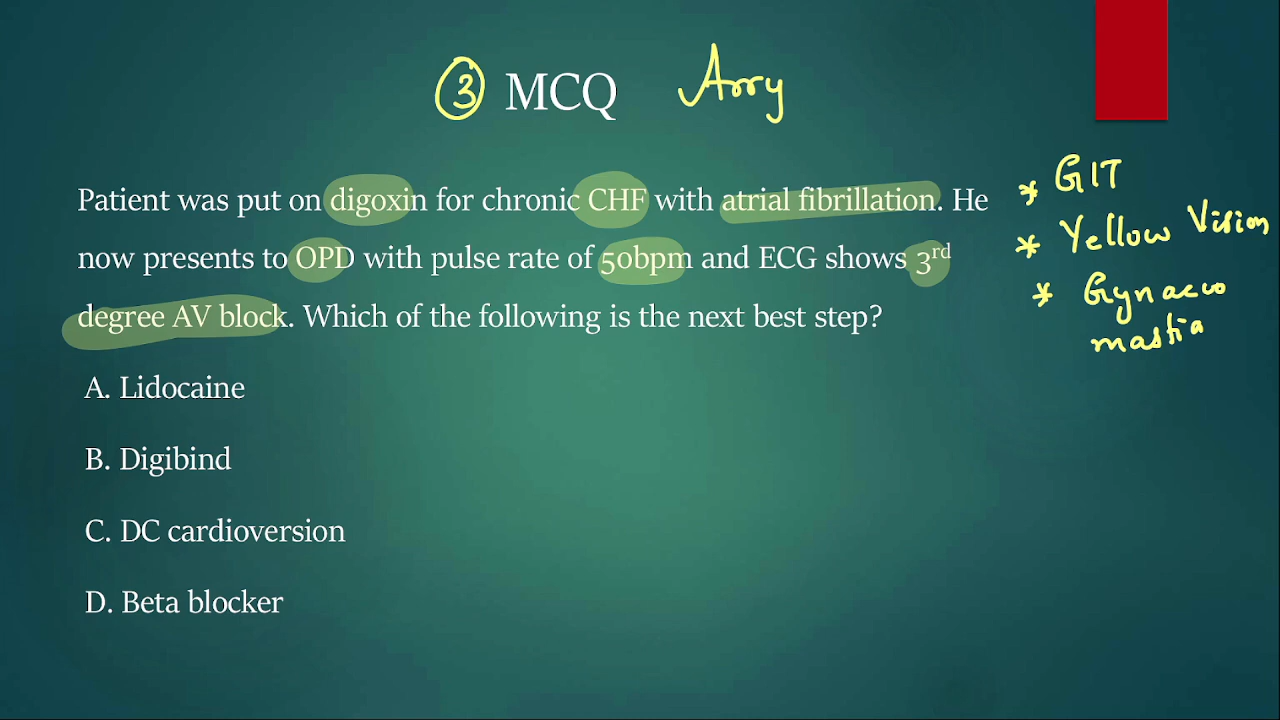 ③ MCQ Arry
Patient was put on digoxin for chronic CHF with atrial fibrillation. He
now presents to OPD with pulse rate of 50bpm and ECG shows 3rd
degree AV block. Which of the following is the next best step?
A. Lidocaine
B. Digibind
C. DC cardioversion
D. Beta blocker
* GIT
* Yellow Vision
* Gynaeco
mastia